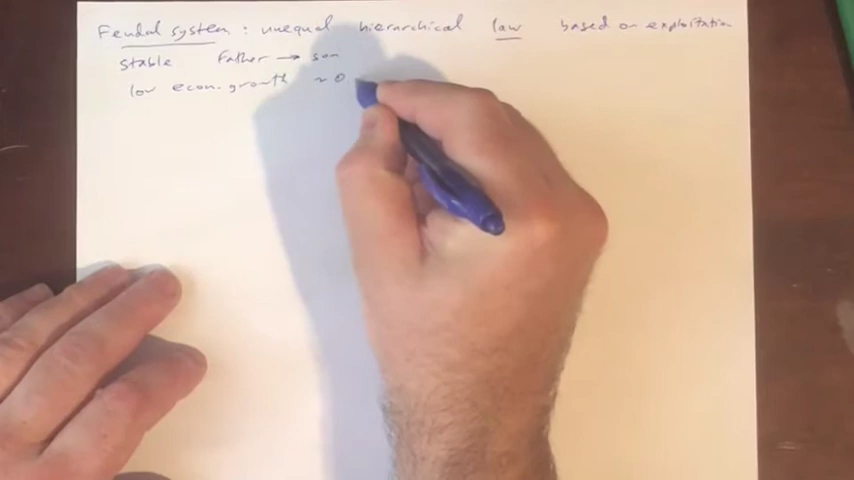 Feudal system : unequal hierarchical law based on exploitation
stable Father → son
low econ. growth ~ 0